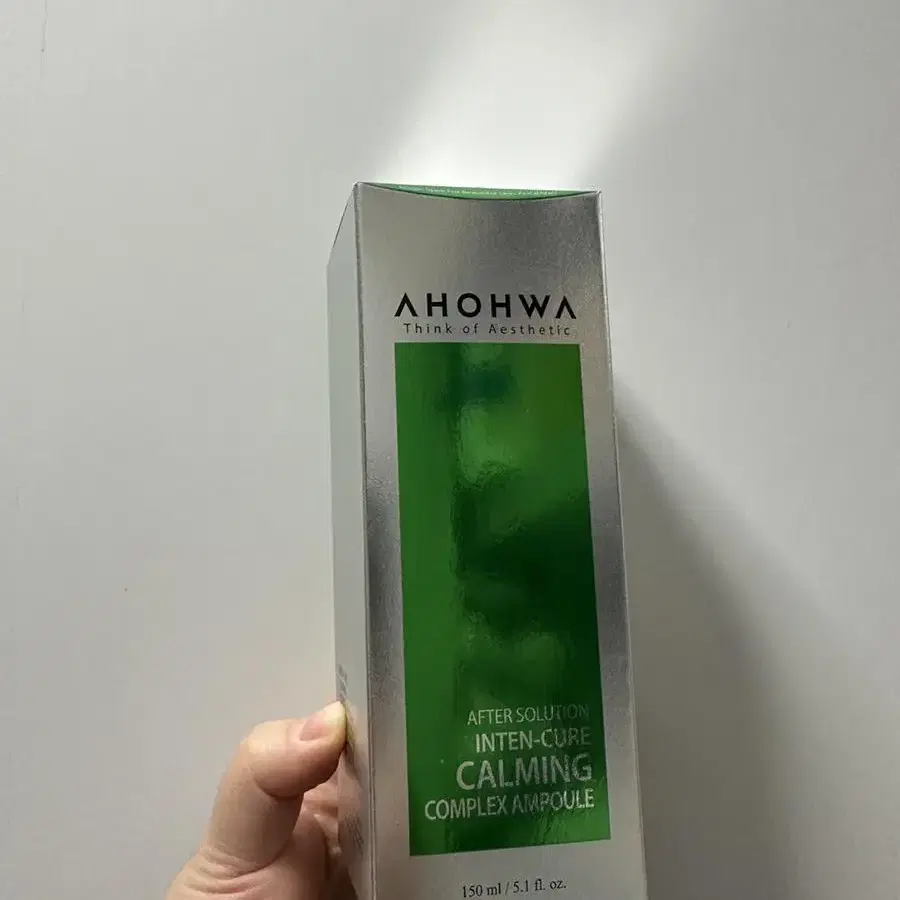 AHOHWA
Think of Aesthetic
AFTER SOLUTION
INTEN-CURE
CALMING
COMPLEX AMPOULE
150 ml / 5.1 fl. oz.